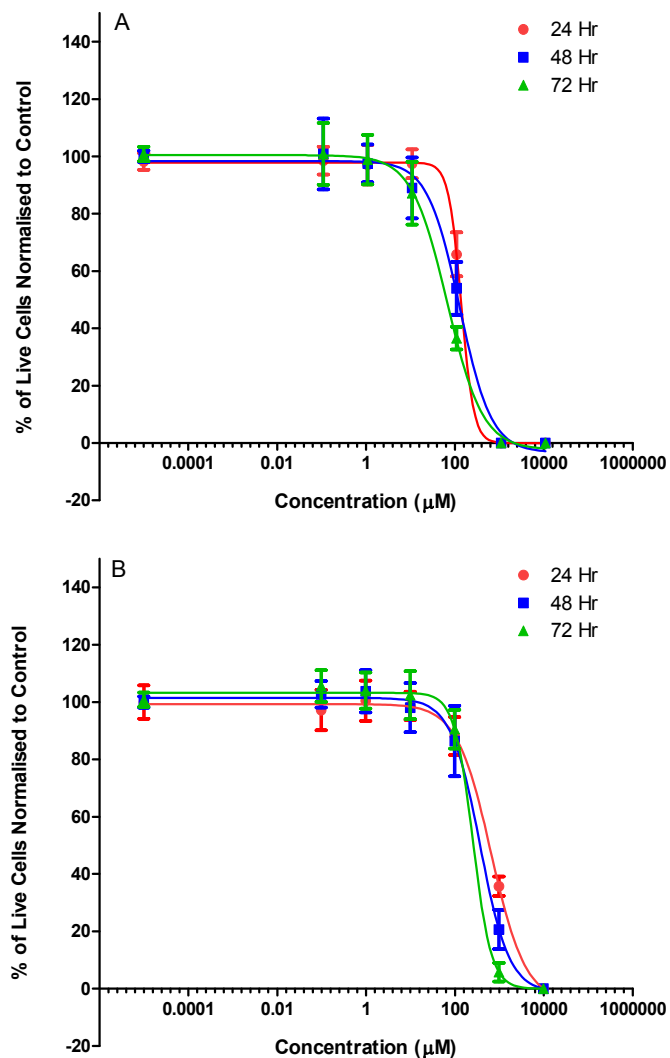 A
24 Hr
48 Hr
72 Hr
140
120
100
80
60
40
20
0
-20
% of Live Cells Normalised to Control
0.0001 0.01 1 100 10000 1000000
Concentration (μM)
B
24 Hr
48 Hr
72 Hr
140
120
100
80
60
40
20
0
-20
% of Live Cells Normalised to Control
0.0001 0.01 1 100 10000 1000000
Concentration (μM)